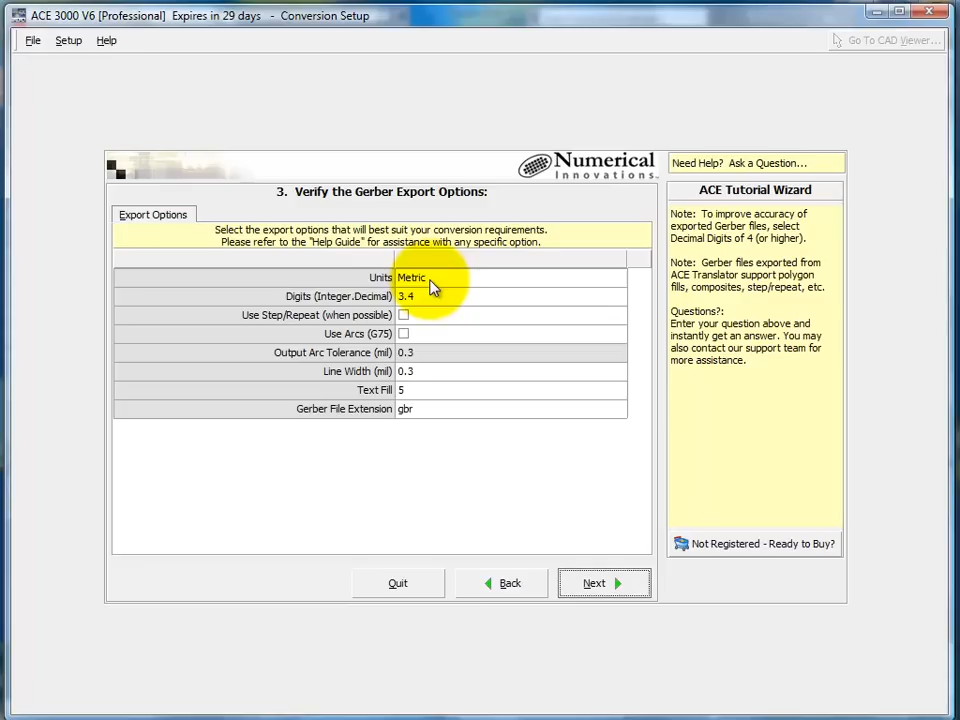 ACE 3000 V6 [Professional]  Expires in 29 days   -  Conversion Setup
File  Setup  Help
Go To CAD Viewer...
Numerical
Innovations.
3.  Verify the Gerber Export Options:
Export Options
Select the export options that will best suit your conversion requirements.
Please refer to the "Help Guide" for assistance with any specific option.
Units Metric
Digits (Integer.Decimal) 3.4
Use Step/Repeat (when possible)
Use Arcs (G75)
Output Arc Tolerance (mil) 0.3
Line Width (mil) 0.3
Text Fill 5
Gerber File Extension gbr
Quit
Back
Next
Need Help?  Ask a Question...
ACE Tutorial Wizard
Note:  To improve accuracy of
exported Gerber files, select
Decimal Digits of 4 (or higher).
Note:  Gerber files exported from
ACE Translator support polygon
fills, composites, step/repeat, etc.
Questions?:
Enter your question above and
instantly get an answer. You may
also contact our support team for
more assistance.
Not Registered - Ready to Buy?